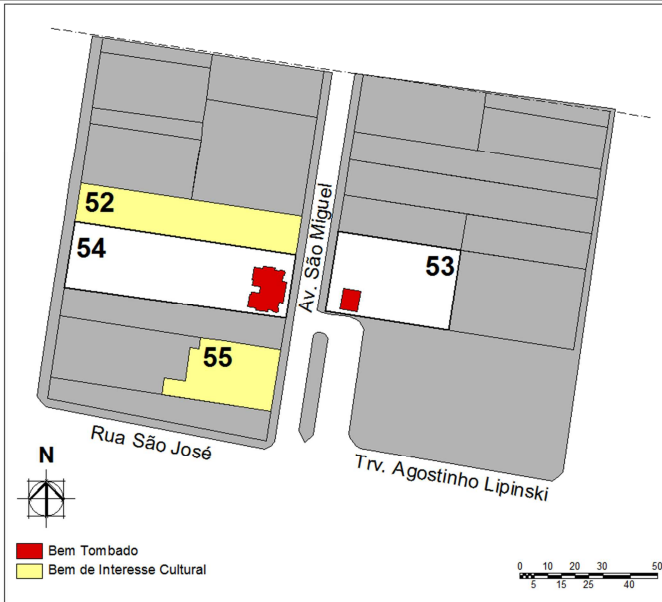 52
54
Av. São Miguel
53
55
Rua São José
Trv. Agostinho Lipinski
N
Bem Tombado
Bem de Interesse Cultural
0 10 20 30 50
5 15 25 40